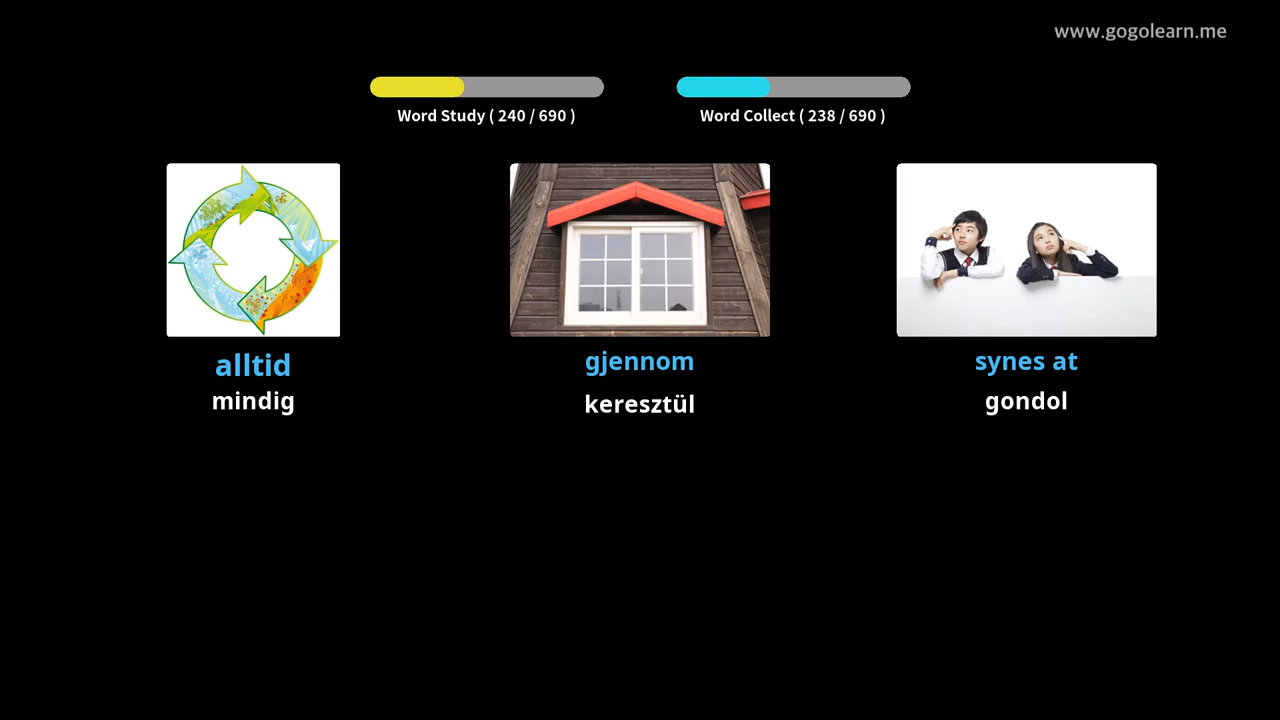 www.gogolearn.me
Word Study ( 240 / 690 )
Word Collect ( 238 / 690 )
alltid
mindig
gjennom
keresztül
synes at
gondol